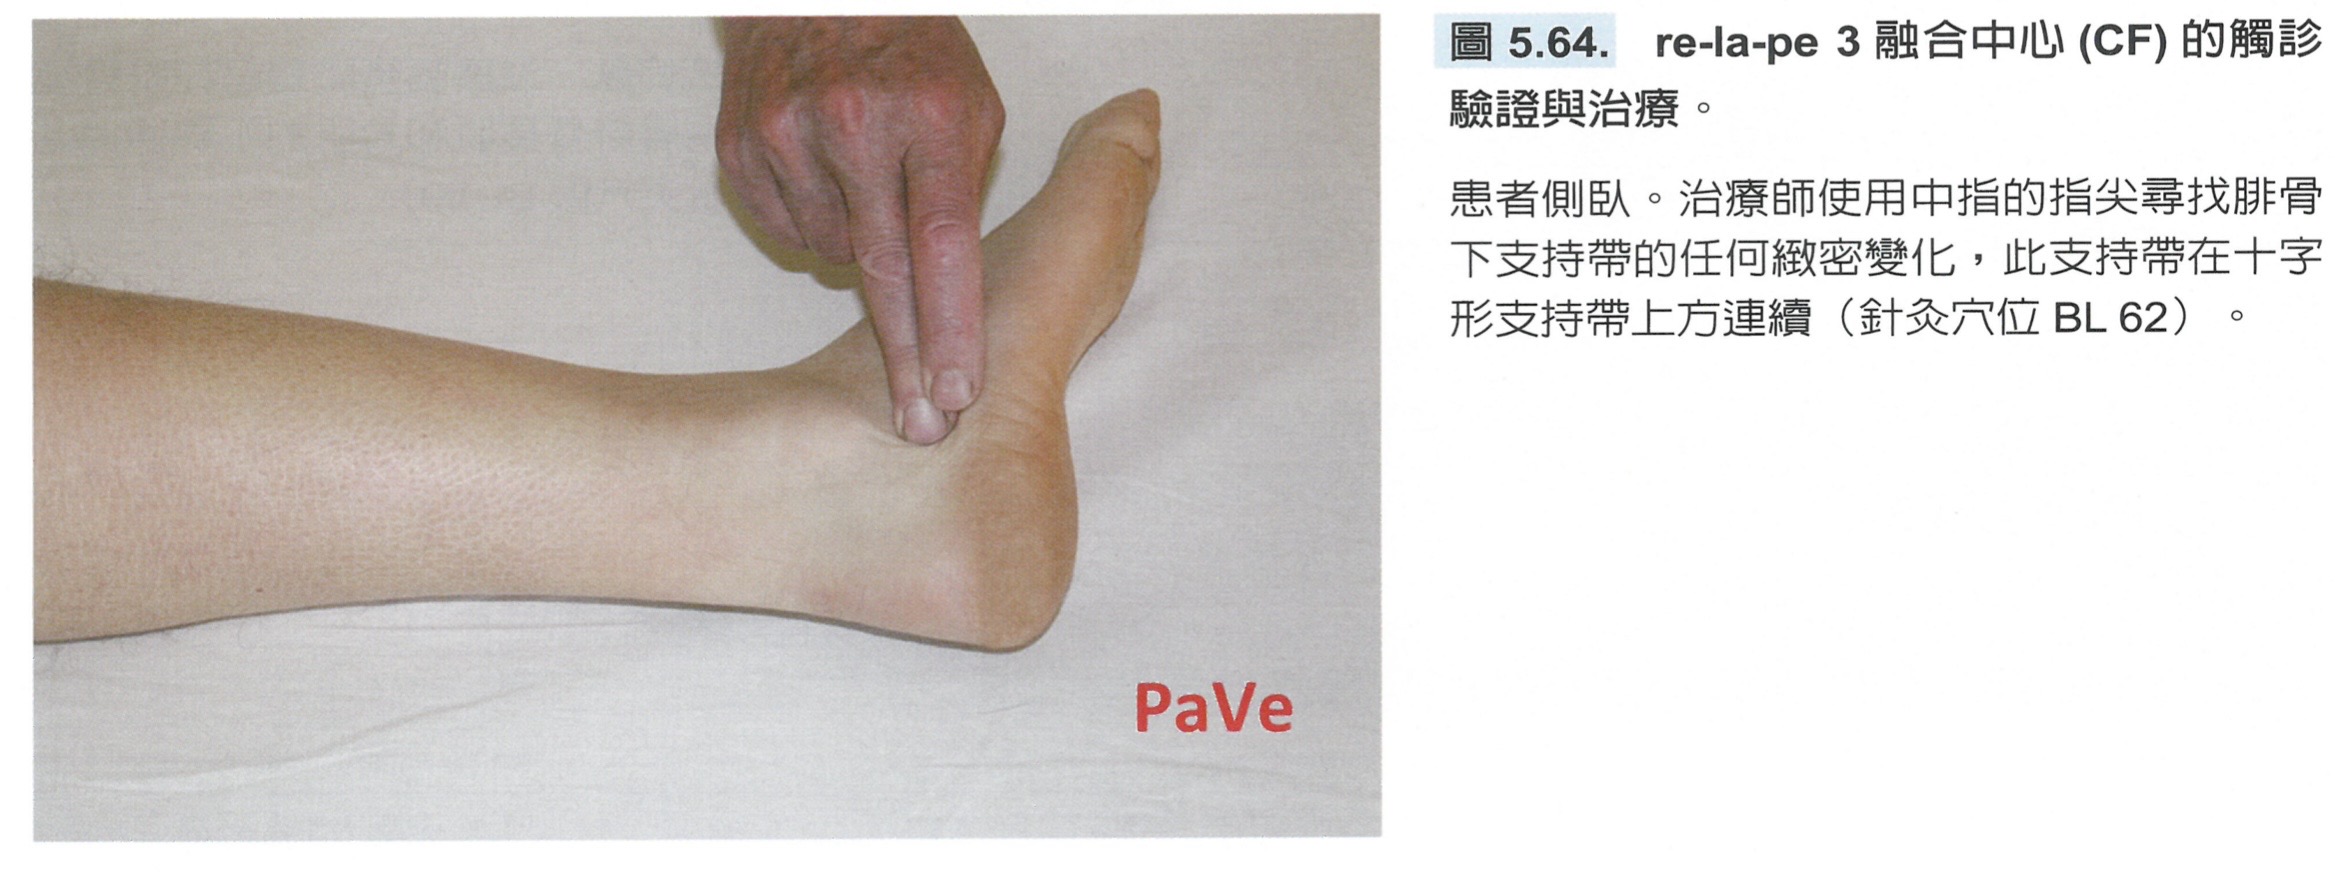 圖 5.64. re-la-pe 3 融合中心 (CF) 的觸診
驗證與治療。
患者側臥。治療師使用中指的指尖尋找腓骨
下支持帶的任何緻密變化，此支持帶在十字
形支持帶上方連續（針灸穴位 BL 62）。
PaVe